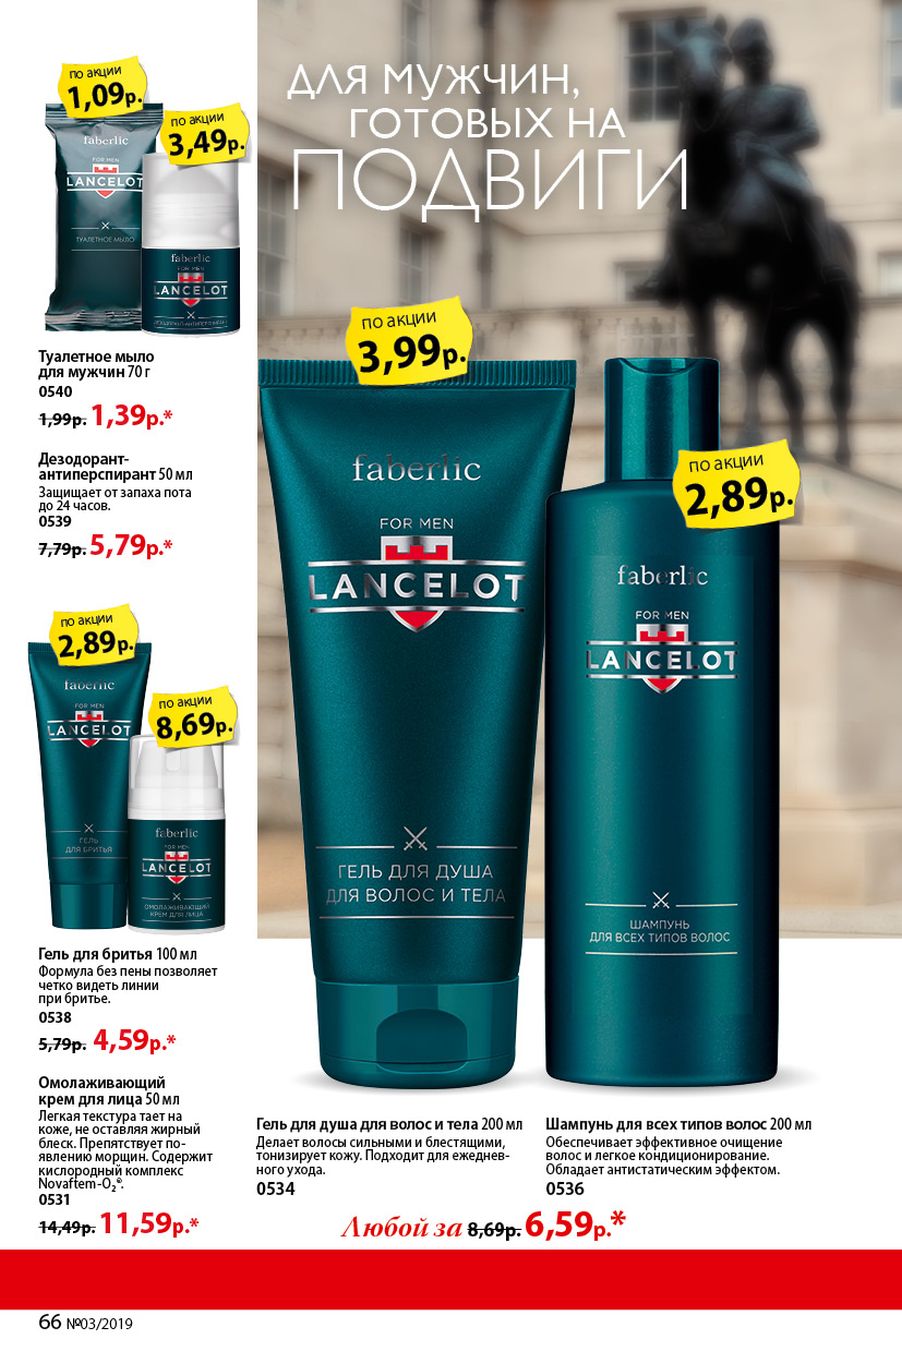 ДЛЯ МУЖЧИН,
ГОТОВЫХ НА
ПОДВИГИ
по акции
1,09р.
по акции
3,49р.
faberlic
FOR MEN
LANCELOT
ТУАЛЕТНОЕ МЫЛО
faberlic
FOR MEN
LANCELOT
Туалетное мыло
для мужчин 70 г
0540
1,99р. 1,39р.*
Дезодорант-
антиперспирант 50 мл
Защищает от запаха пота
до 24 часов.
0539
7,79р. 5,79р.*
по акции
2,89р.
по акции
8,69р.
faberlic
FOR MEN
LANCELOT
ГЕЛЬ
ДЛЯ БРИТЬЯ
faberlic
FOR MEN
LANCELOT
ОМОЛАЖИВАЮЩИЙ
КРЕМ ДЛЯ ЛИЦА
Гель для бритья 100 мл
Формула без пены позволяет
четко видеть линии
при бритье.
0538
5,79р. 4,59р.*
Омолаживающий
крем для лица 50 мл
Легкая текстура тает на
коже, не оставляя жирный
блеск. Препятствует по-
явлению морщин. Содержит
кислородный комплекс
Novaftem-O₂®.
0531
14,49р. 11,59р.*
по акции
3,99р.
faberlic
FOR MEN
LANCELOT
ГЕЛЬ ДЛЯ ДУША
ДЛЯ ВОЛОС И ТЕЛА
по акции
2,89р.
faberlic
FOR MEN
LANCELOT
ШАМПУНЬ
ДЛЯ ВСЕХ ТИПОВ ВОЛОС
Гель для душа для волос и тела 200 мл
Делает волосы сильными и блестящими,
тонизирует кожу. Подходит для ежеднев-
ного ухода.
0534
Шампунь для всех типов волос 200 мл
Обеспечивает эффективное очищение
волос и легкое кондиционирование.
Обладает антистатическим эффектом.
0536
Любой за 8,69р. 6,59р.*
66 №03/2019